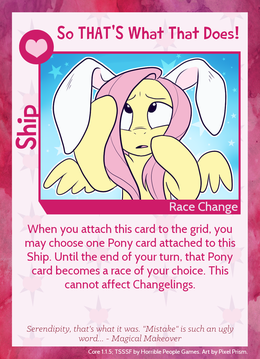 So THAT'S What That Does!
Ship
Race Change
When you attach this card to the grid, you
may choose one Pony card attached to this
Ship. Until the end of your turn, that Pony
card becomes a race of your choice. This
cannot affect Changelings.
Serendipity, that's what it was. "Mistake" is such an ugly
word... – Magical Makeover
Core 1.1.5; TSSSF by Horrible People Games. Art by Pixel Prism.